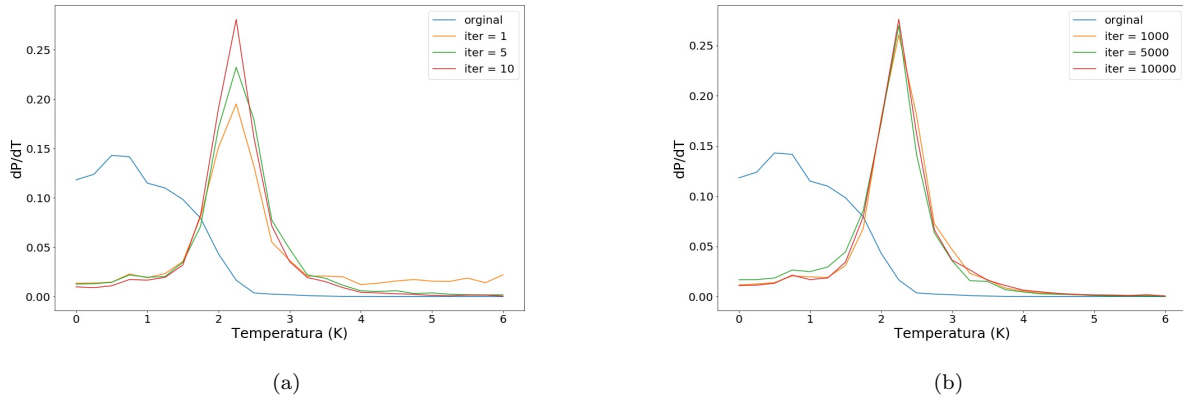 orginal
iter = 1
iter = 5
iter = 10
0.25
0.20
0.15
0.10
0.05
0.00
dP/dT
0 1 2 3 4 5 6
Temperatura (K)
(a)
orginal
iter = 1000
iter = 5000
iter = 10000
0.25
0.20
0.15
0.10
0.05
0.00
dP/dT
0 1 2 3 4 5 6
Temperatura (K)
(b)